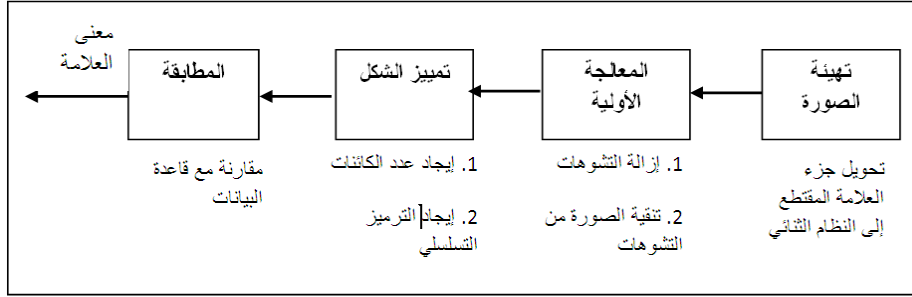 تهيئة
الصورة
تحويل جزء
العلامة المقتطع
إلى النظام الثنائي
المعالجة
الأولية
1. إزالة التشوهات
2. تنقية الصورة من
التشوهات
تمييز الشكل
1. إيجاد عدد الكائنات
2. إيجاد الترميز
التسلسلي
المطابقة
مقارنة مع قاعدة
البيانات
معنى
العلامة